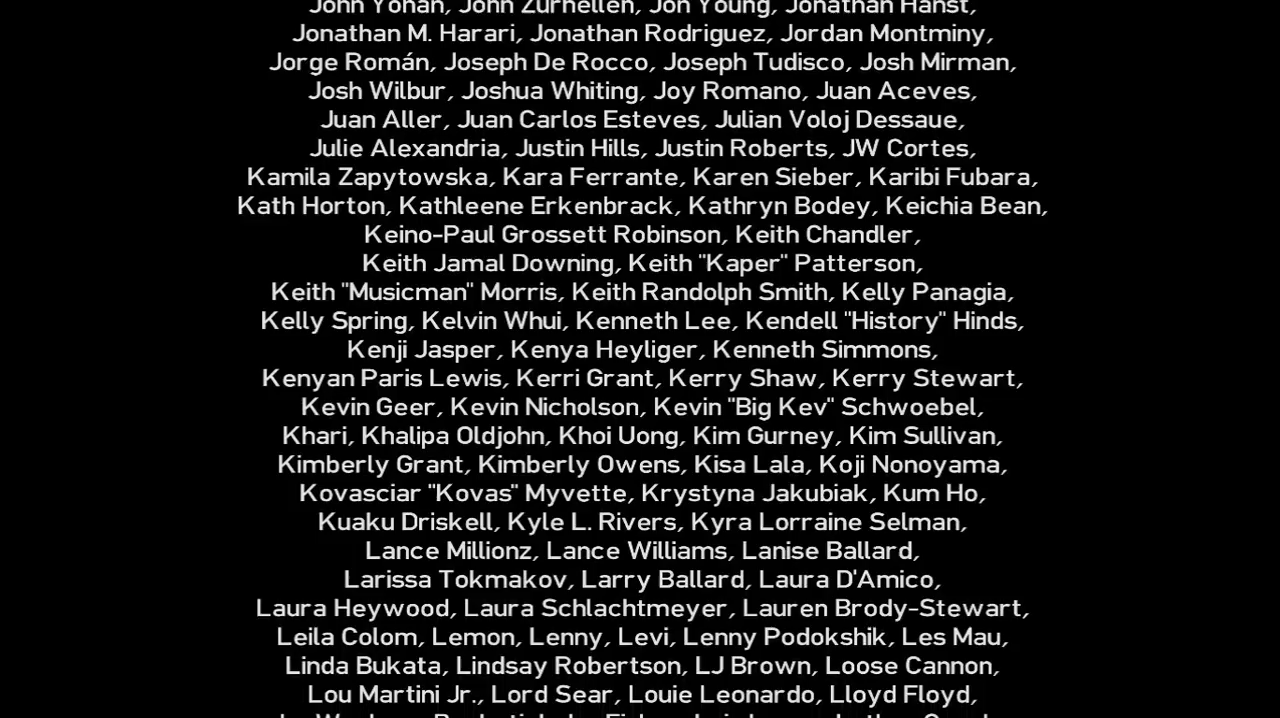 John Yohan, John Zurhellen, Jon Young, Jonathan Hanst,
Jonathan M. Harari, Jonathan Rodriguez, Jordan Montminy,
Jorge Román, Joseph De Rocco, Joseph Tudisco, Josh Mirman,
Josh Wilbur, Joshua Whiting, Joy Romano, Juan Aceves,
Juan Aller, Juan Carlos Esteves, Julian Voloj Dessaue,
Julie Alexandria, Justin Hills, Justin Roberts, JW Cortes,
Kamila Zapytowska, Kara Ferrante, Karen Sieber, Karibi Fubara,
Kath Horton, Kathleene Erkenbrack, Kathryn Bodey, Keichia Bean,
Keino-Paul Grossett Robinson, Keith Chandler,
Keith Jamal Downing, Keith "Kaper" Patterson,
Keith "Musicman" Morris, Keith Randolph Smith, Kelly Panagia,
Kelly Spring, Kelvin Whui, Kenneth Lee, Kendell "History" Hinds,
Kenji Jasper, Kenya Heyliger, Kenneth Simmons,
Kenyan Paris Lewis, Kerri Grant, Kerry Shaw, Kerry Stewart,
Kevin Geer, Kevin Nicholson, Kevin "Big Kev" Schwoebel,
Khari, Khalipa Oldjohn, Khoi Uong, Kim Gurney, Kim Sullivan,
Kimberly Grant, Kimberly Owens, Kisa Lala, Koji Nonoyama,
Kovasciar "Kovas" Myvette, Krystyna Jakubiak, Kum Ho,
Kuaku Driskell, Kyle L. Rivers, Kyra Lorraine Selman,
Lance Millionz, Lance Williams, Lanise Ballard,
Larissa Tokmakov, Larry Ballard, Laura D'Amico,
Laura Heywood, Laura Schlachtmeyer, Lauren Brody-Stewart,
Leila Colom, Lemon, Lenny, Levi, Lenny Podokshik, Les Mau,
Linda Bukata, Lindsay Robertson, LJ Brown, Loose Cannon,
Lou Martini Jr., Lord Sear, Louie Leonardo, Lloyd Floyd,